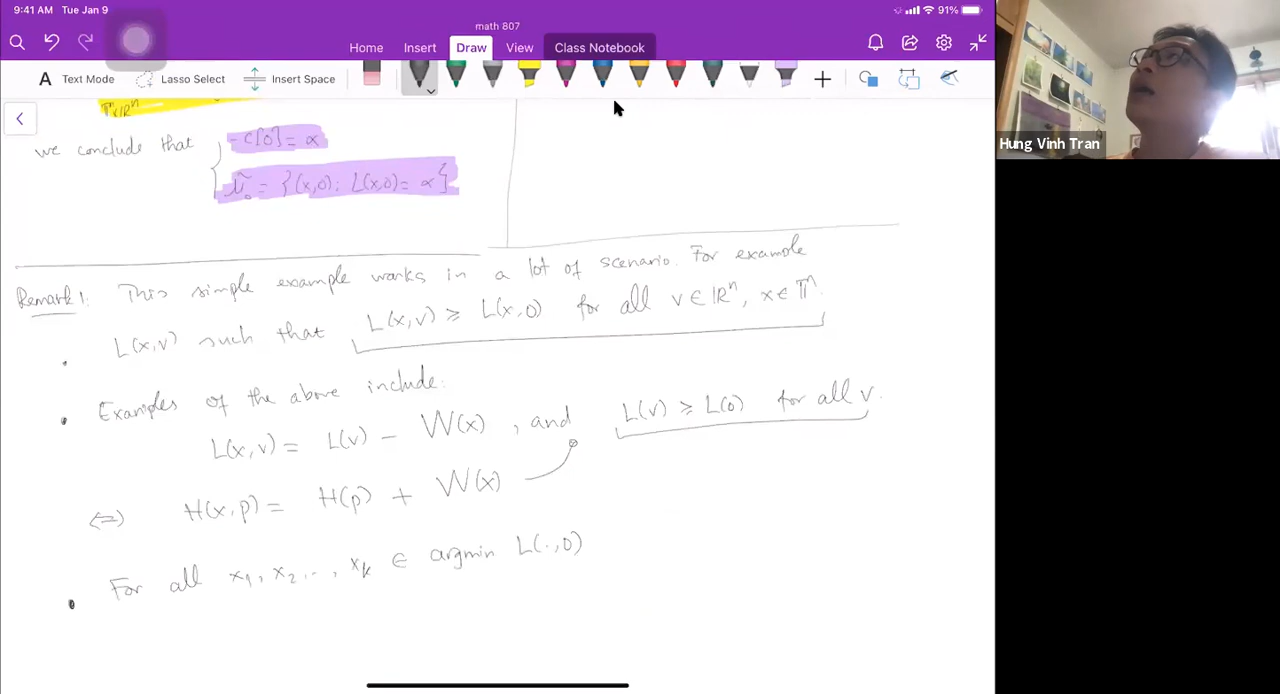 9:41 AM Tue Jan 9
91%
math 807
Home Insert Draw View Class Notebook
A Text Mode Lasso Select Insert Space
Hung Vinh Tran
we conclude that { -c[0] = α
= {(x,0): L(x,0) = α}
Remark 1: This simple example works in a lot of scenario. For example
• L(x,v) such that L(x,v) ≥ L(x,0) for all v ∈ ℝⁿ, x ∈ 𝕋ⁿ.
• Examples of the above include:
L(x,v) = L(v) - W(x), and L(v) ≥ L(0) for all v.
⇔ H(x,p) = H(p) + W(x)
• For all x₁, x₂, .., xₖ ∈ argmin L(·,0)